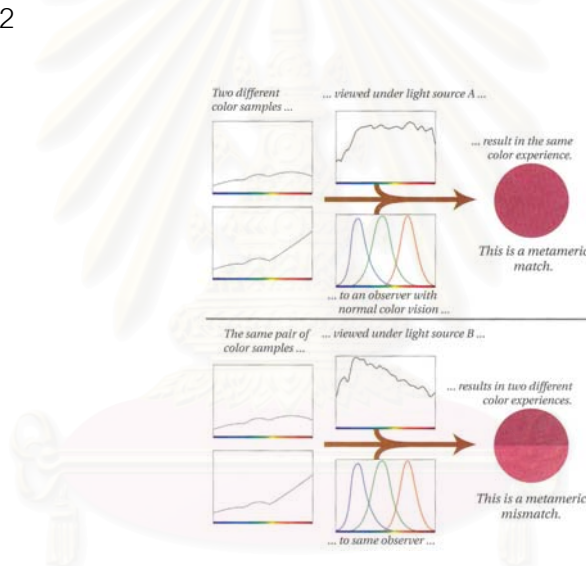 2
Two different
color samples ...
... viewed under light source A ...
... result in the same
color experience.
This is a metameric
match.
... to an observer with
normal color vision ...
The same pair of
color samples ...
... viewed under light source B ...
... results in two different
color experiences.
This is a metameric
mismatch.
... to same observer ...